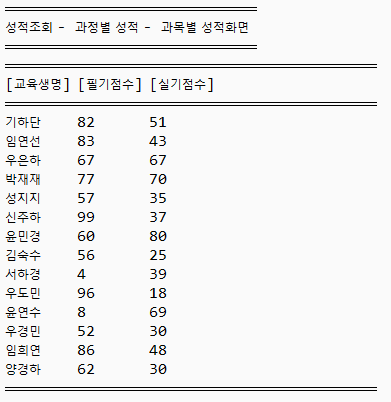 성적조회 - 과정별 성적 - 과목별 성적화면
[교육생명] [필기점수] [실기점수]
기하단 82 51
임연선 83 43
우은하 67 67
박재재 77 70
성지지 57 35
신주하 99 37
윤민경 60 80
김숙수 56 25
서하경 4 39
우도민 96 18
윤연수 8 69
우경민 52 30
임희연 86 48
양경하 62 30